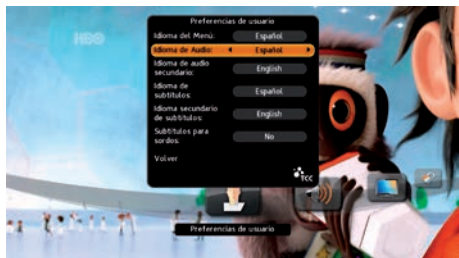 HBO
Preferencias de usuario
Idioma del Menú: Español
Idioma de Audio: Español
Idioma de audio
secundario: English
Idioma de
subtítulos: Español
Idioma secundario
de subtítulos: English
Subtítulos para
sordos: No
Volver
TCC
Preferencias de usuario